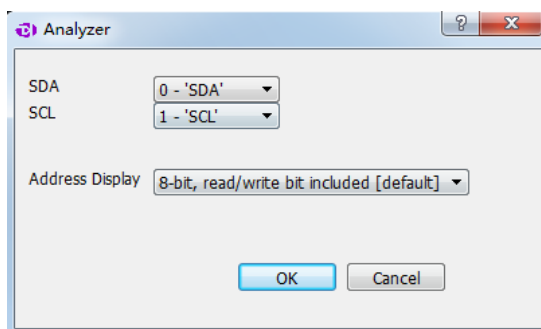 Analyzer
SDA 0 - 'SDA'
SCL 1 - 'SCL'
Address Display 8-bit, read/write bit included [default]
OK Cancel